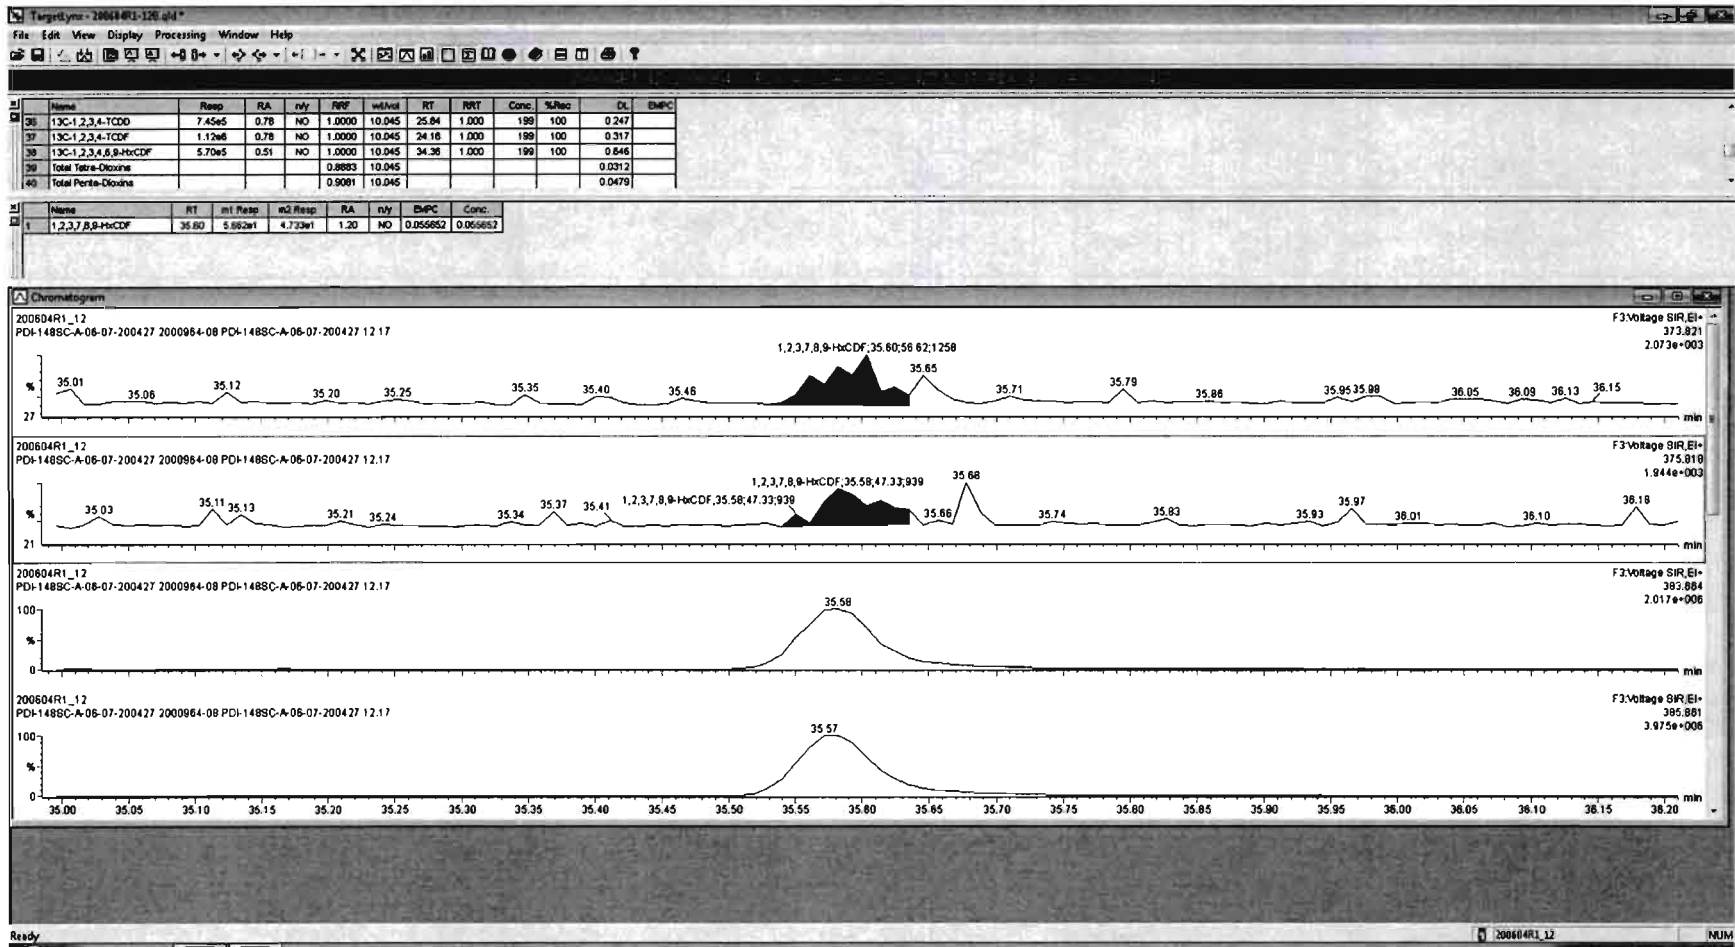 TargetLynx - 200604R1-12B.qld *
File Edit View Display Processing Window Help
Name Resp RA n/y RRF wt/vol RT RRT Conc. %Rec DL EMPC
36 13C-1,2,3,4-TCDD 7.45e5 0.78 NO 1.0000 10.045 25.84 1.000 199 100 0.247
37 13C-1,2,3,4-TCDF 1.12e6 0.78 NO 1.0000 10.045 24.16 1.000 199 100 0.317
38 13C-1,2,3,4,6,9-HxCDF 5.70e5 0.51 NO 1.0000 10.045 34.36 1.000 199 100 0.646
39 Total Tetra-Dioxins 0.8883 10.045 0.0312
40 Total Penta-Dioxins 0.9081 10.045 0.0479
Name RT m1 Resp m2 Resp RA n/y EMPC Conc.
1 1,2,3,7,8,9-HxCDF 35.60 5.662e1 4.733e1 1.20 NO 0.055652 0.055652
Chromatogram
200604R1_12
F3:Voltage SIR,EI+
PDI-148SC-A-06-07-200427 2000964-08 PDI-148SC-A-06-07-200427 12.17
373.821
2.073e+003
1,2,3,7,8,9-HxCDF;35.60;56.62;1258
%
27
35.01 35.06 35.12 35.20 35.25 35.35 35.40 35.46 35.65 35.71 35.79 35.86 35.95 35.98 36.05 36.09 36.13 36.15
min
200604R1_12
F3:Voltage SIR,EI+
PDI-148SC-A-06-07-200427 2000964-08 PDI-148SC-A-06-07-200427 12.17
375.818
1.944e+003
1,2,3,7,8,9-HxCDF;35.58;47.33;939
1,2,3,7,8,9-HxCDF;35.58;47.33;939
%
21
35.03 35.11 35.13 35.21 35.24 35.34 35.37 35.41 35.66 35.68 35.74 35.83 35.93 35.97 36.01 36.10 36.18
min
200604R1_12
F3:Voltage SIR,EI+
PDI-148SC-A-06-07-200427 2000964-08 PDI-148SC-A-06-07-200427 12.17
383.864
2.017e+006
100
%
0
35.58
min
200604R1_12
F3:Voltage SIR,EI+
PDI-148SC-A-06-07-200427 2000964-08 PDI-148SC-A-06-07-200427 12.17
385.861
3.975e+006
100
%
0
35.57
min
35.00 35.05 35.10 35.15 35.20 35.25 35.30 35.35 35.40 35.45 35.50 35.55 35.60 35.65 35.70 35.75 35.80 35.85 35.90 35.95 36.00 36.05 36.10 36.15 36.20
Ready
200604R1_12
NUM